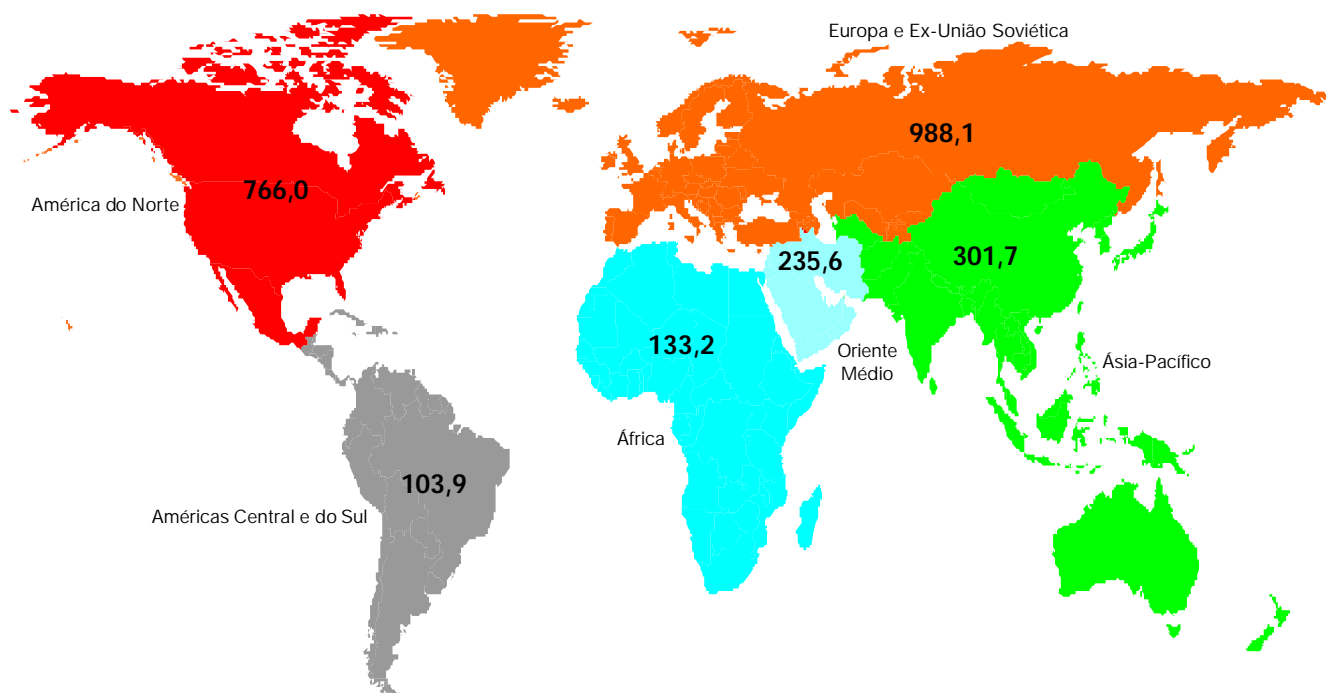 Europa e Ex-União Soviética
988,1
766,0
América do Norte
235,6
301,7
133,2
Oriente
Médio
Ásia-Pacífico
África
103,9
Américas Central e do Sul